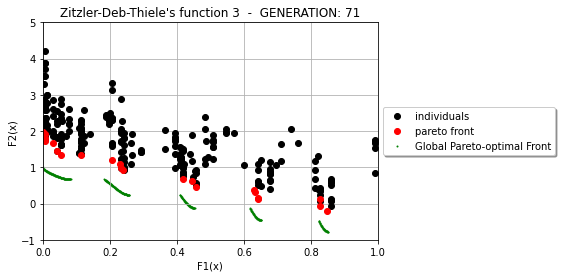 Zitzler-Deb-Thiele's function 3 - GENERATION: 71
5
4
3
2
1
0
−1
F2(x)
0.0 0.2 0.4 0.6 0.8 1.0
F1(x)
individuals
pareto front
Global Pareto-optimal Front